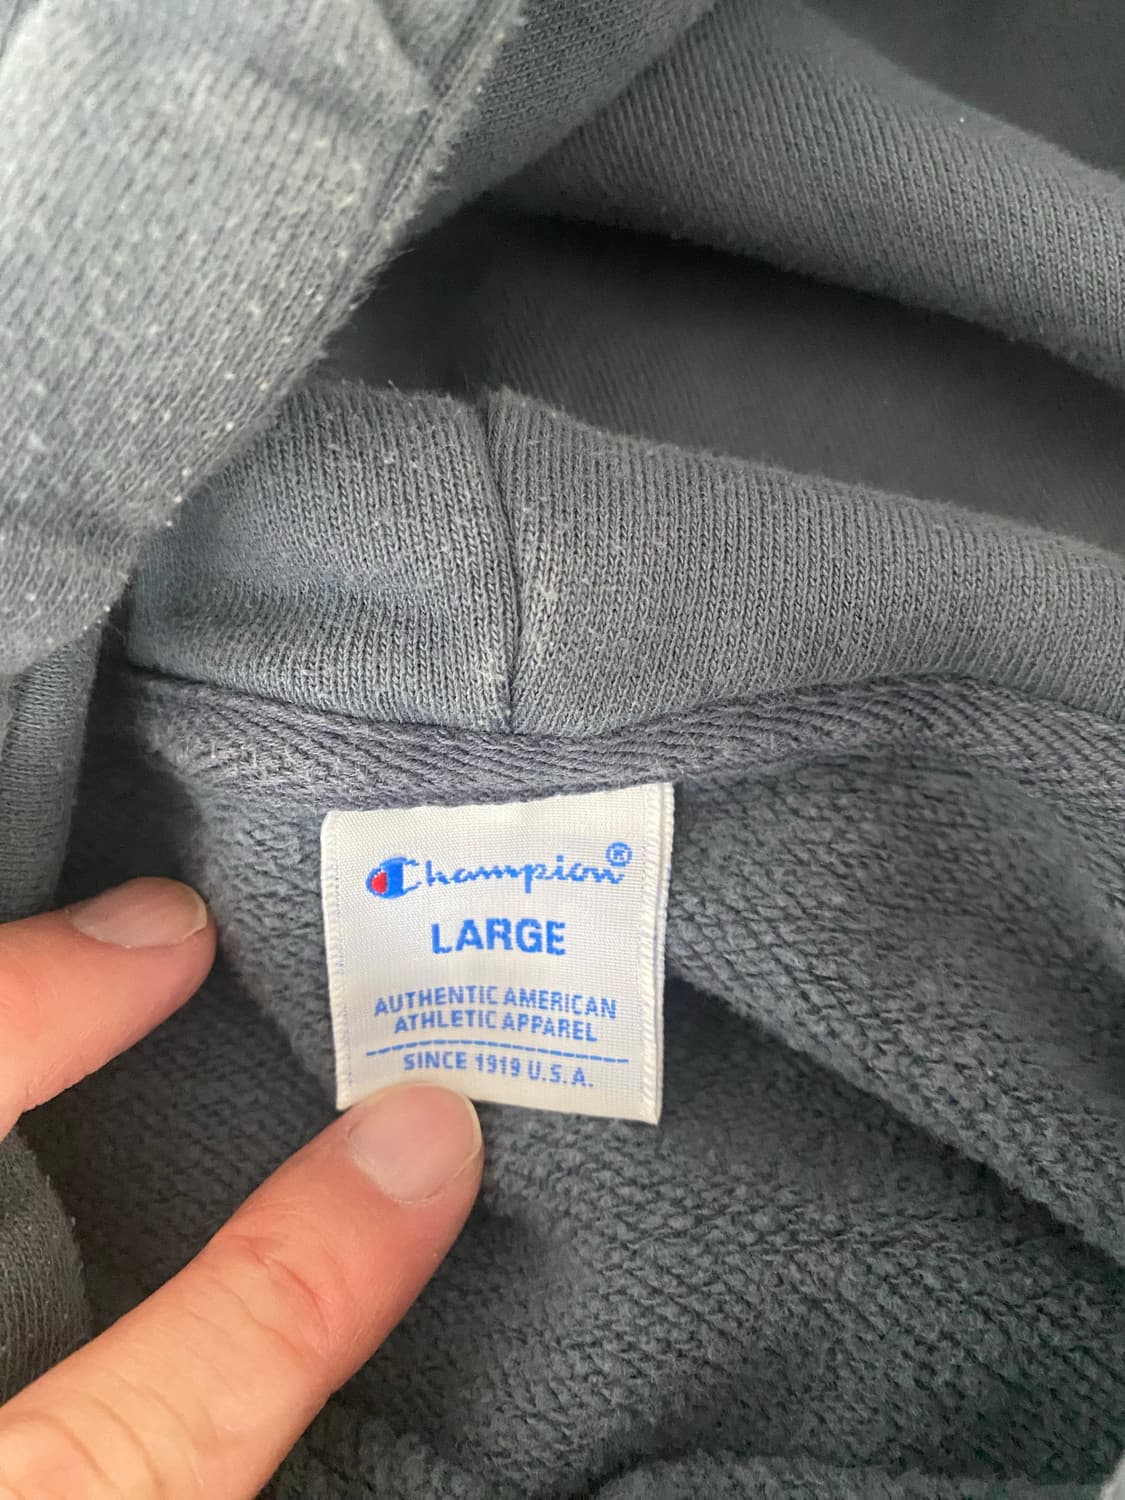 Champion®
LARGE
AUTHENTIC AMERICAN
ATHLETIC APPAREL
SINCE 1919 U.S.A.